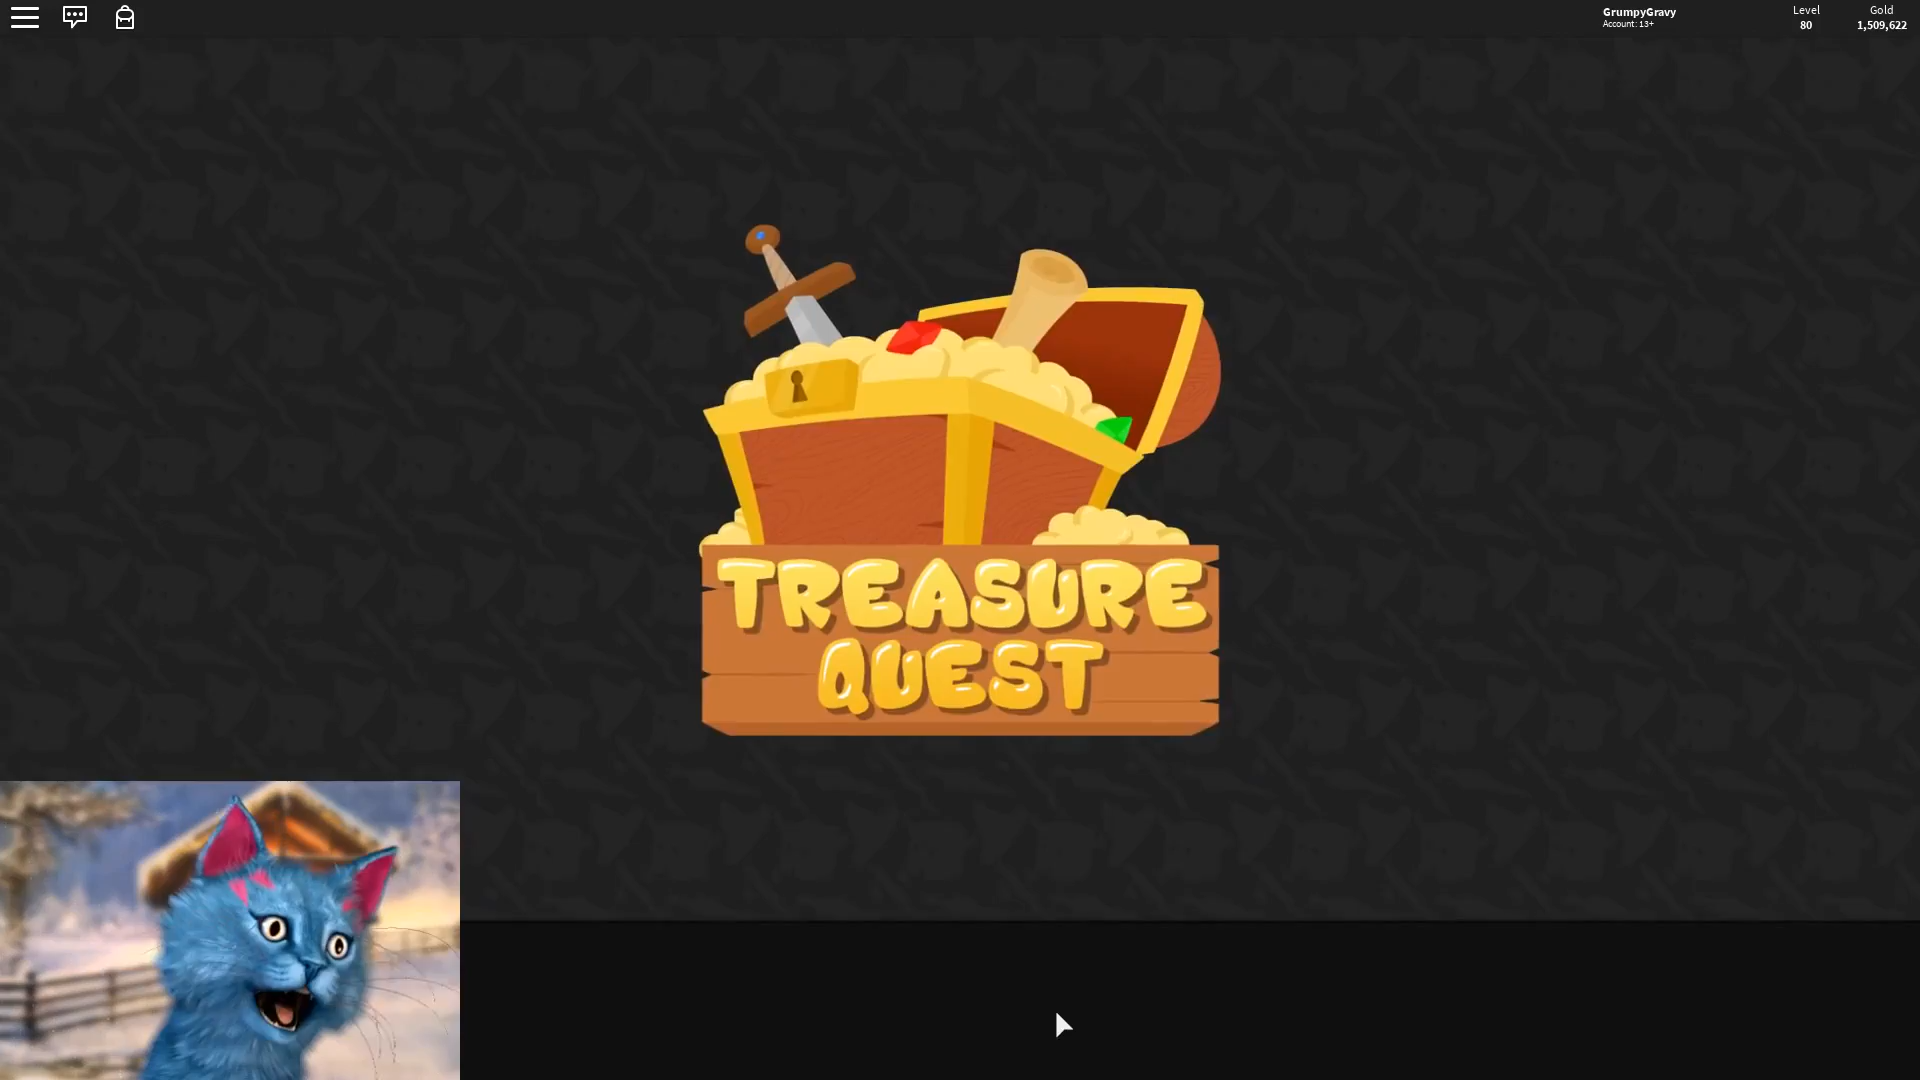 GrumpyGravy
Account: 13+
Level
80
Gold
1,509,622
TREASURE
QUEST